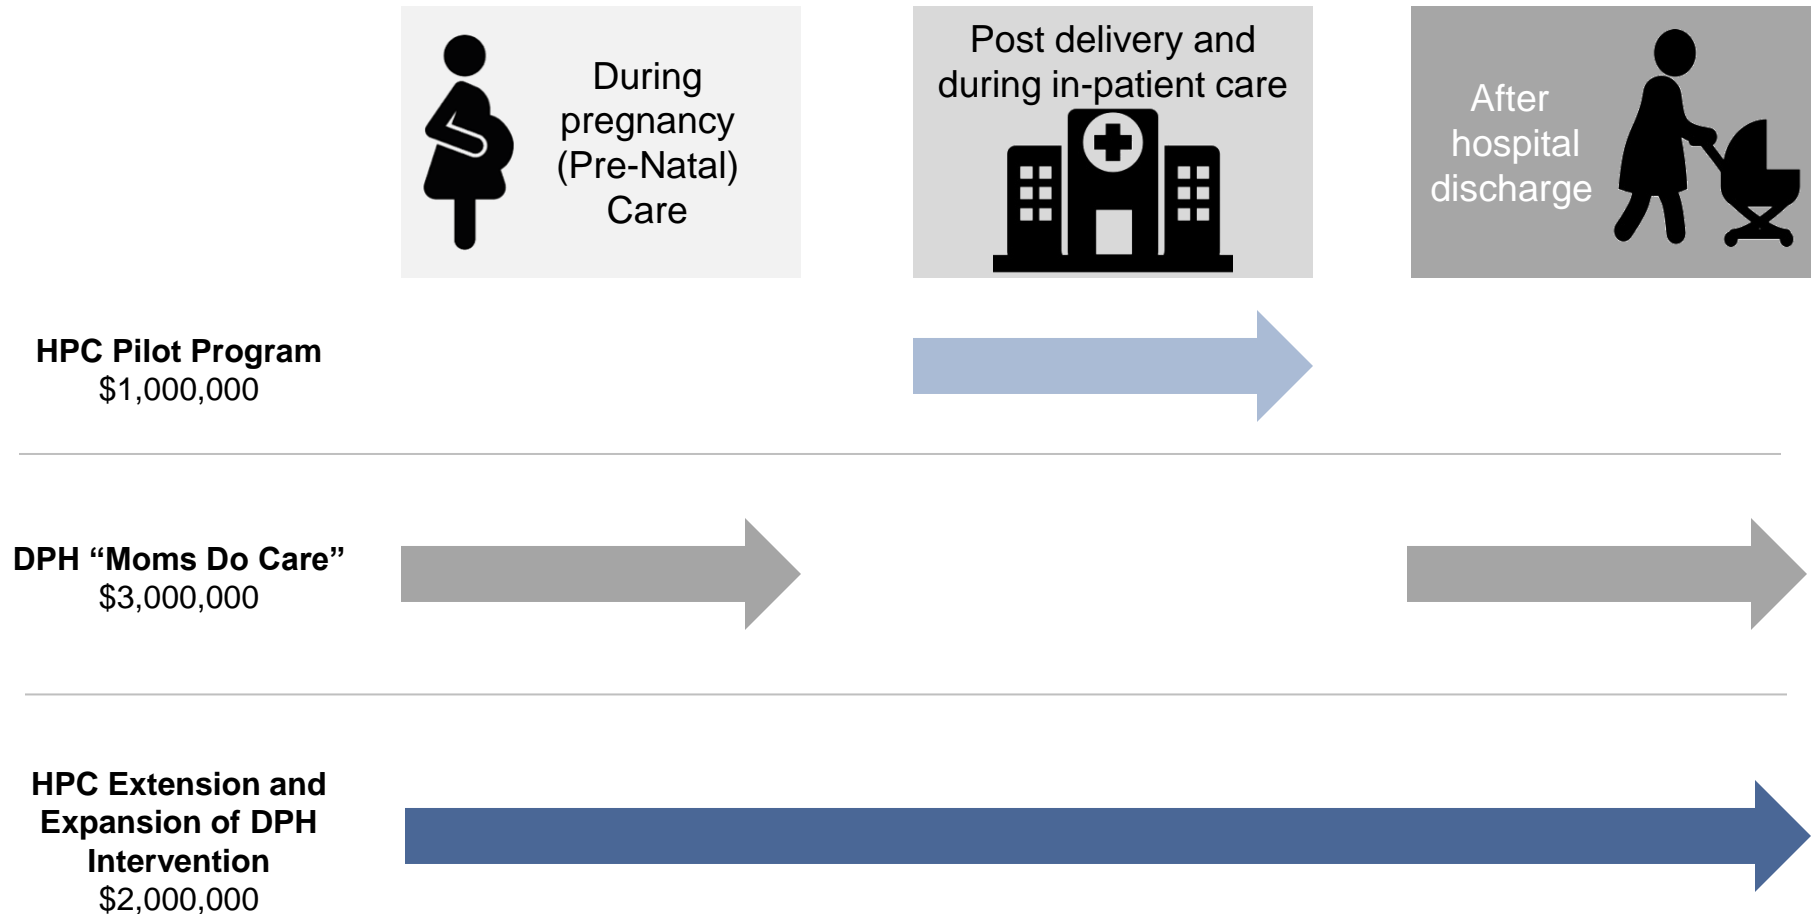 During
pregnancy
(Pre-Natal)
Care
Post delivery and
during in-patient care
After
hospital
discharge
HPC Pilot Program
$1,000,000
DPH “Moms Do Care”
$3,000,000
HPC Extension and
Expansion of DPH
Intervention
$2,000,000